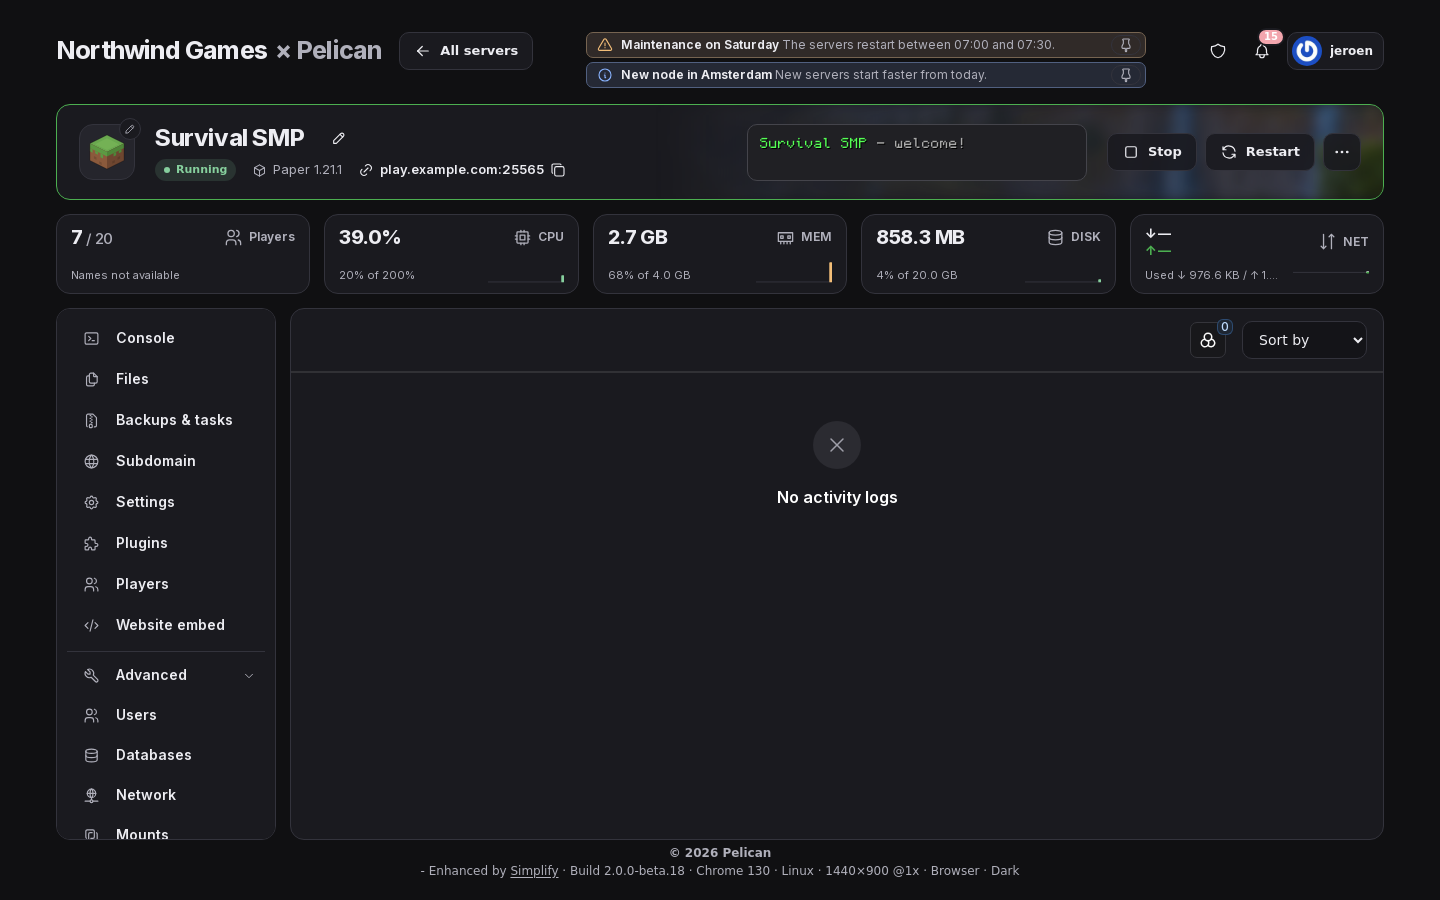 Northwind Games × Pelican
All servers
Maintenance on Saturday The servers restart between 07:00 and 07:30.
New node in Amsterdam New servers start faster from today.
15
jeroen
Survival SMP
Running
Paper 1.21.1
play.example.com:25565
Survival SMP - welcome!
Stop
Restart
7 / 20
Players
Names not available
39.0%
CPU
20% of 200%
2.7 GB
MEM
68% of 4.0 GB
858.3 MB
DISK
4% of 20.0 GB
↓—
↑—
NET
Used ↓ 976.6 KB / ↑ 1....
Console
Files
Backups & tasks
Subdomain
Settings
Plugins
Players
Website embed
Advanced
Users
Databases
Network
Mounts
0
Sort by
No activity logs
© 2026 Pelican
- Enhanced by Simplify · Build 2.0.0-beta.18 · Chrome 130 · Linux · 1440×900 @1x · Browser · Dark